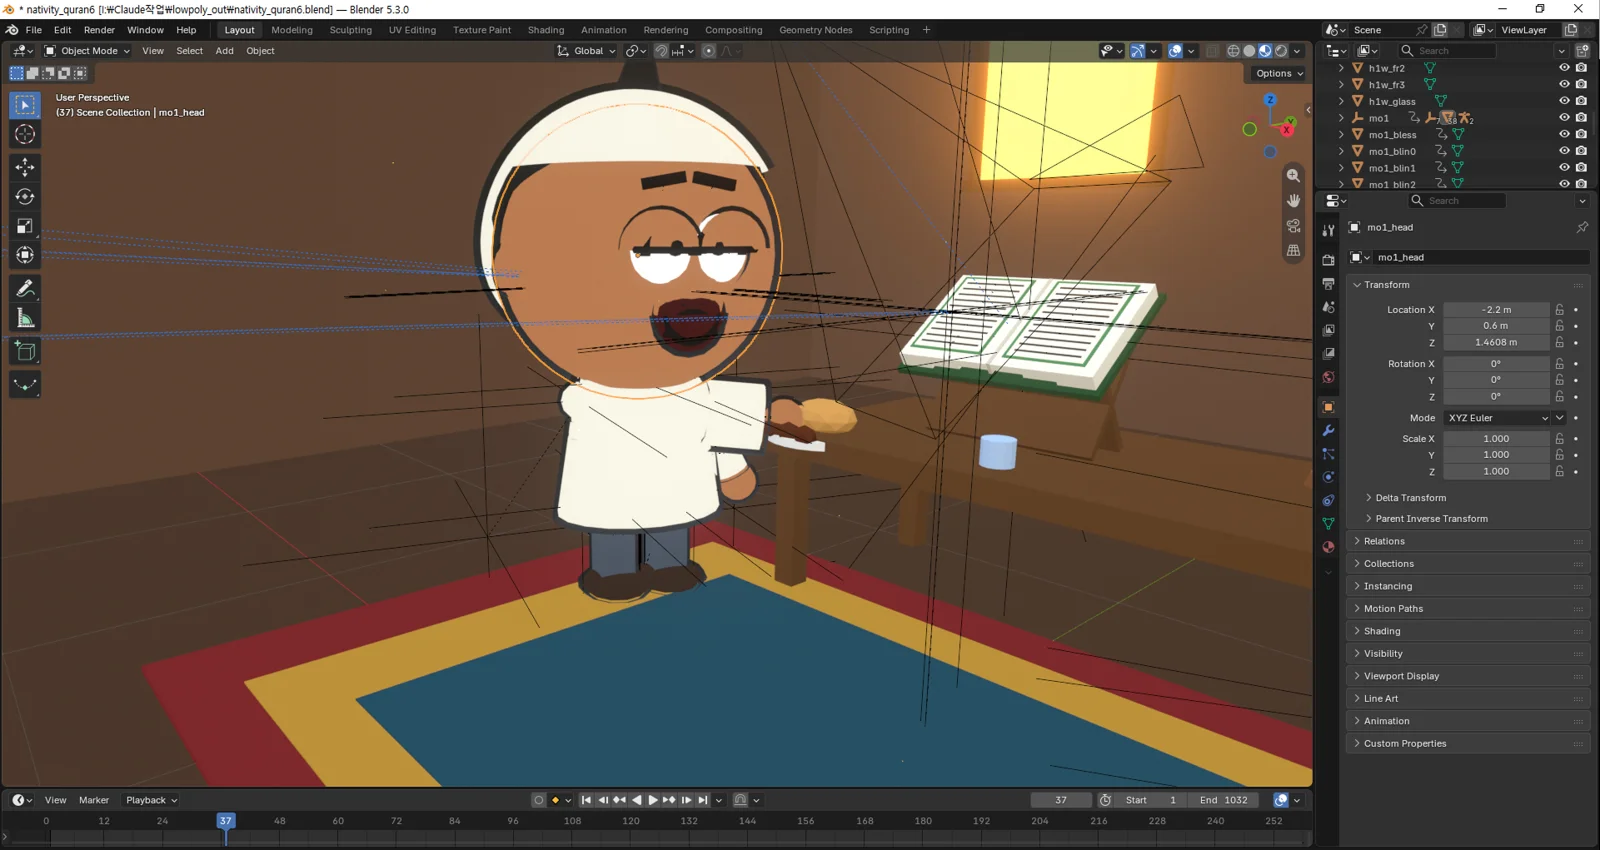 * nativity_quran6 [I:₩Claude작업₩lowpoly_out₩nativity_quran6.blend] — Blender 5.3.0
File Edit Render Window Help Layout Modeling Sculpting UV Editing Texture Paint Shading Animation Rendering Compositing Geometry Nodes Scripting + Scene ViewLayer
Object Mode View Select Add Object Global Search
Options
User Perspective
(37) Scene Collection | mo1_head
Z
Y
X
h1w_fr2
h1w_fr3
h1w_glass
mo1
mo1_bless
mo1_blin0
mo1_blin1
mo1_blin2
Search
mo1_head
mo1_head
Transform
Location X -2.2 m
Y 0.6 m
Z 1.4608 m
Rotation X 0°
Y 0°
Z 0°
Mode XYZ Euler
Scale X 1.000
Y 1.000
Z 1.000
Delta Transform
Parent Inverse Transform
Relations
Collections
Instancing
Motion Paths
Shading
Visibility
Viewport Display
Line Art
Animation
Custom Properties
View Marker Playback 37 Start 1 End 1032
0 12 24 37 48 60 72 84 96 108 120 132 144 156 168 180 192 204 216 228 240 252